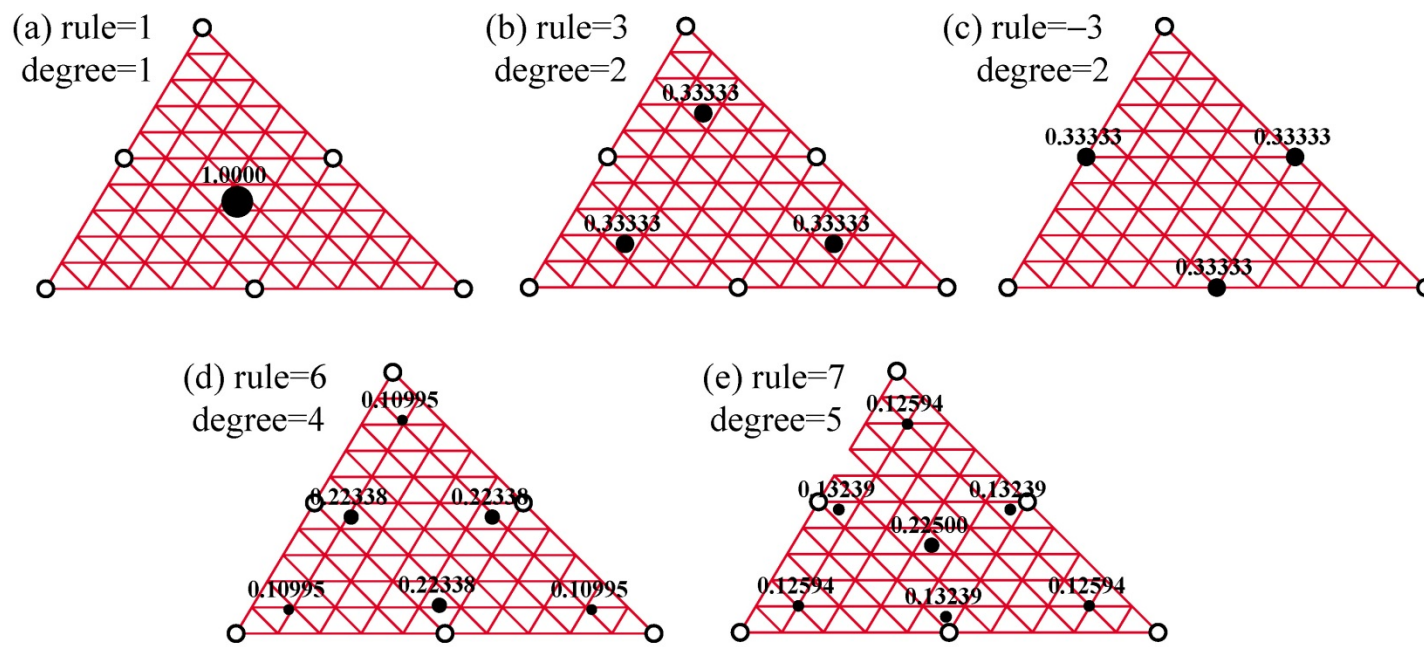 (a) rule=1
degree=1
1.0000
(b) rule=3
degree=2
0.33333
0.33333 0.33333
(c) rule=−3
degree=2
0.33333 0.33333
0.33333
(d) rule=6
degree=4
0.10995
0.22338 0.22338
0.10995 0.22338 0.10995
(e) rule=7
degree=5
0.12594
0.13239 0.13239
0.22500
0.12594 0.13239 0.12594